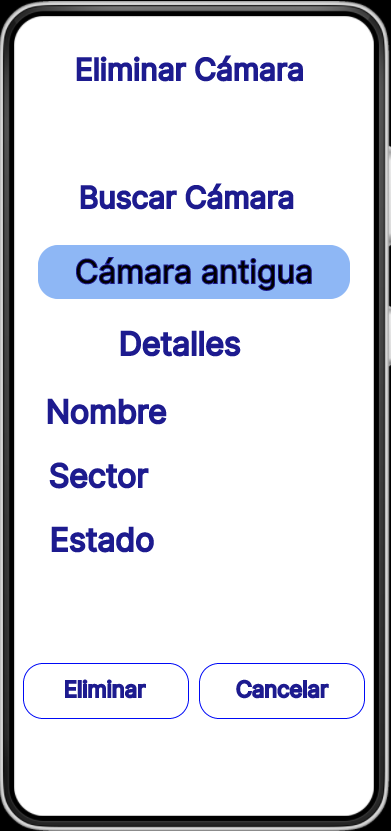 Eliminar Cámara
Buscar Cámara
Cámara antigua
Detalles
Nombre
Sector
Estado
Eliminar
Cancelar